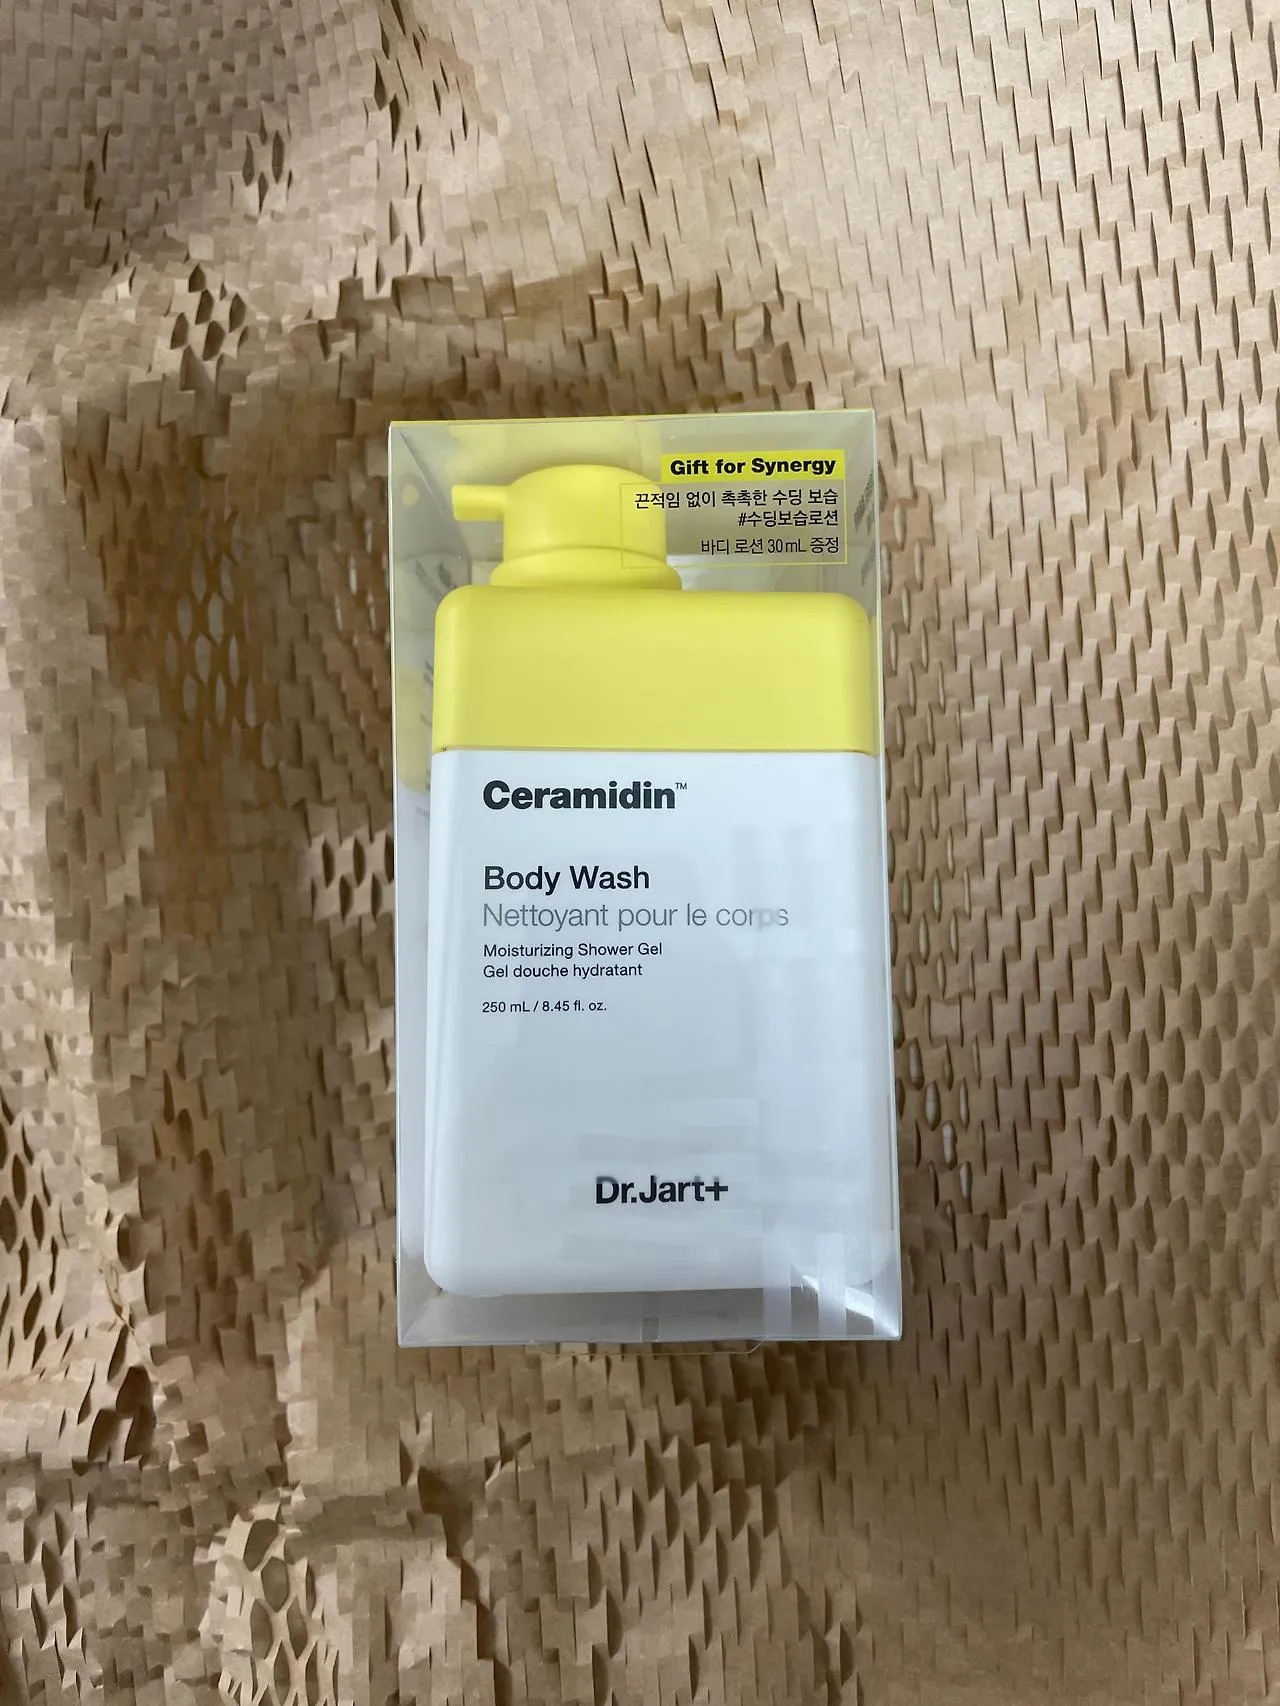 Gift for Synergy
끈적임 없이 촉촉한 수딩 보습
#수딩보습로션
바디 로션 30mL 증정
Ceramidin™
Body Wash
Nettoyant pour le corps
Moisturizing Shower Gel
Gel douche hydratant
250 mL / 8.45 fl. oz.
Dr.Jart+